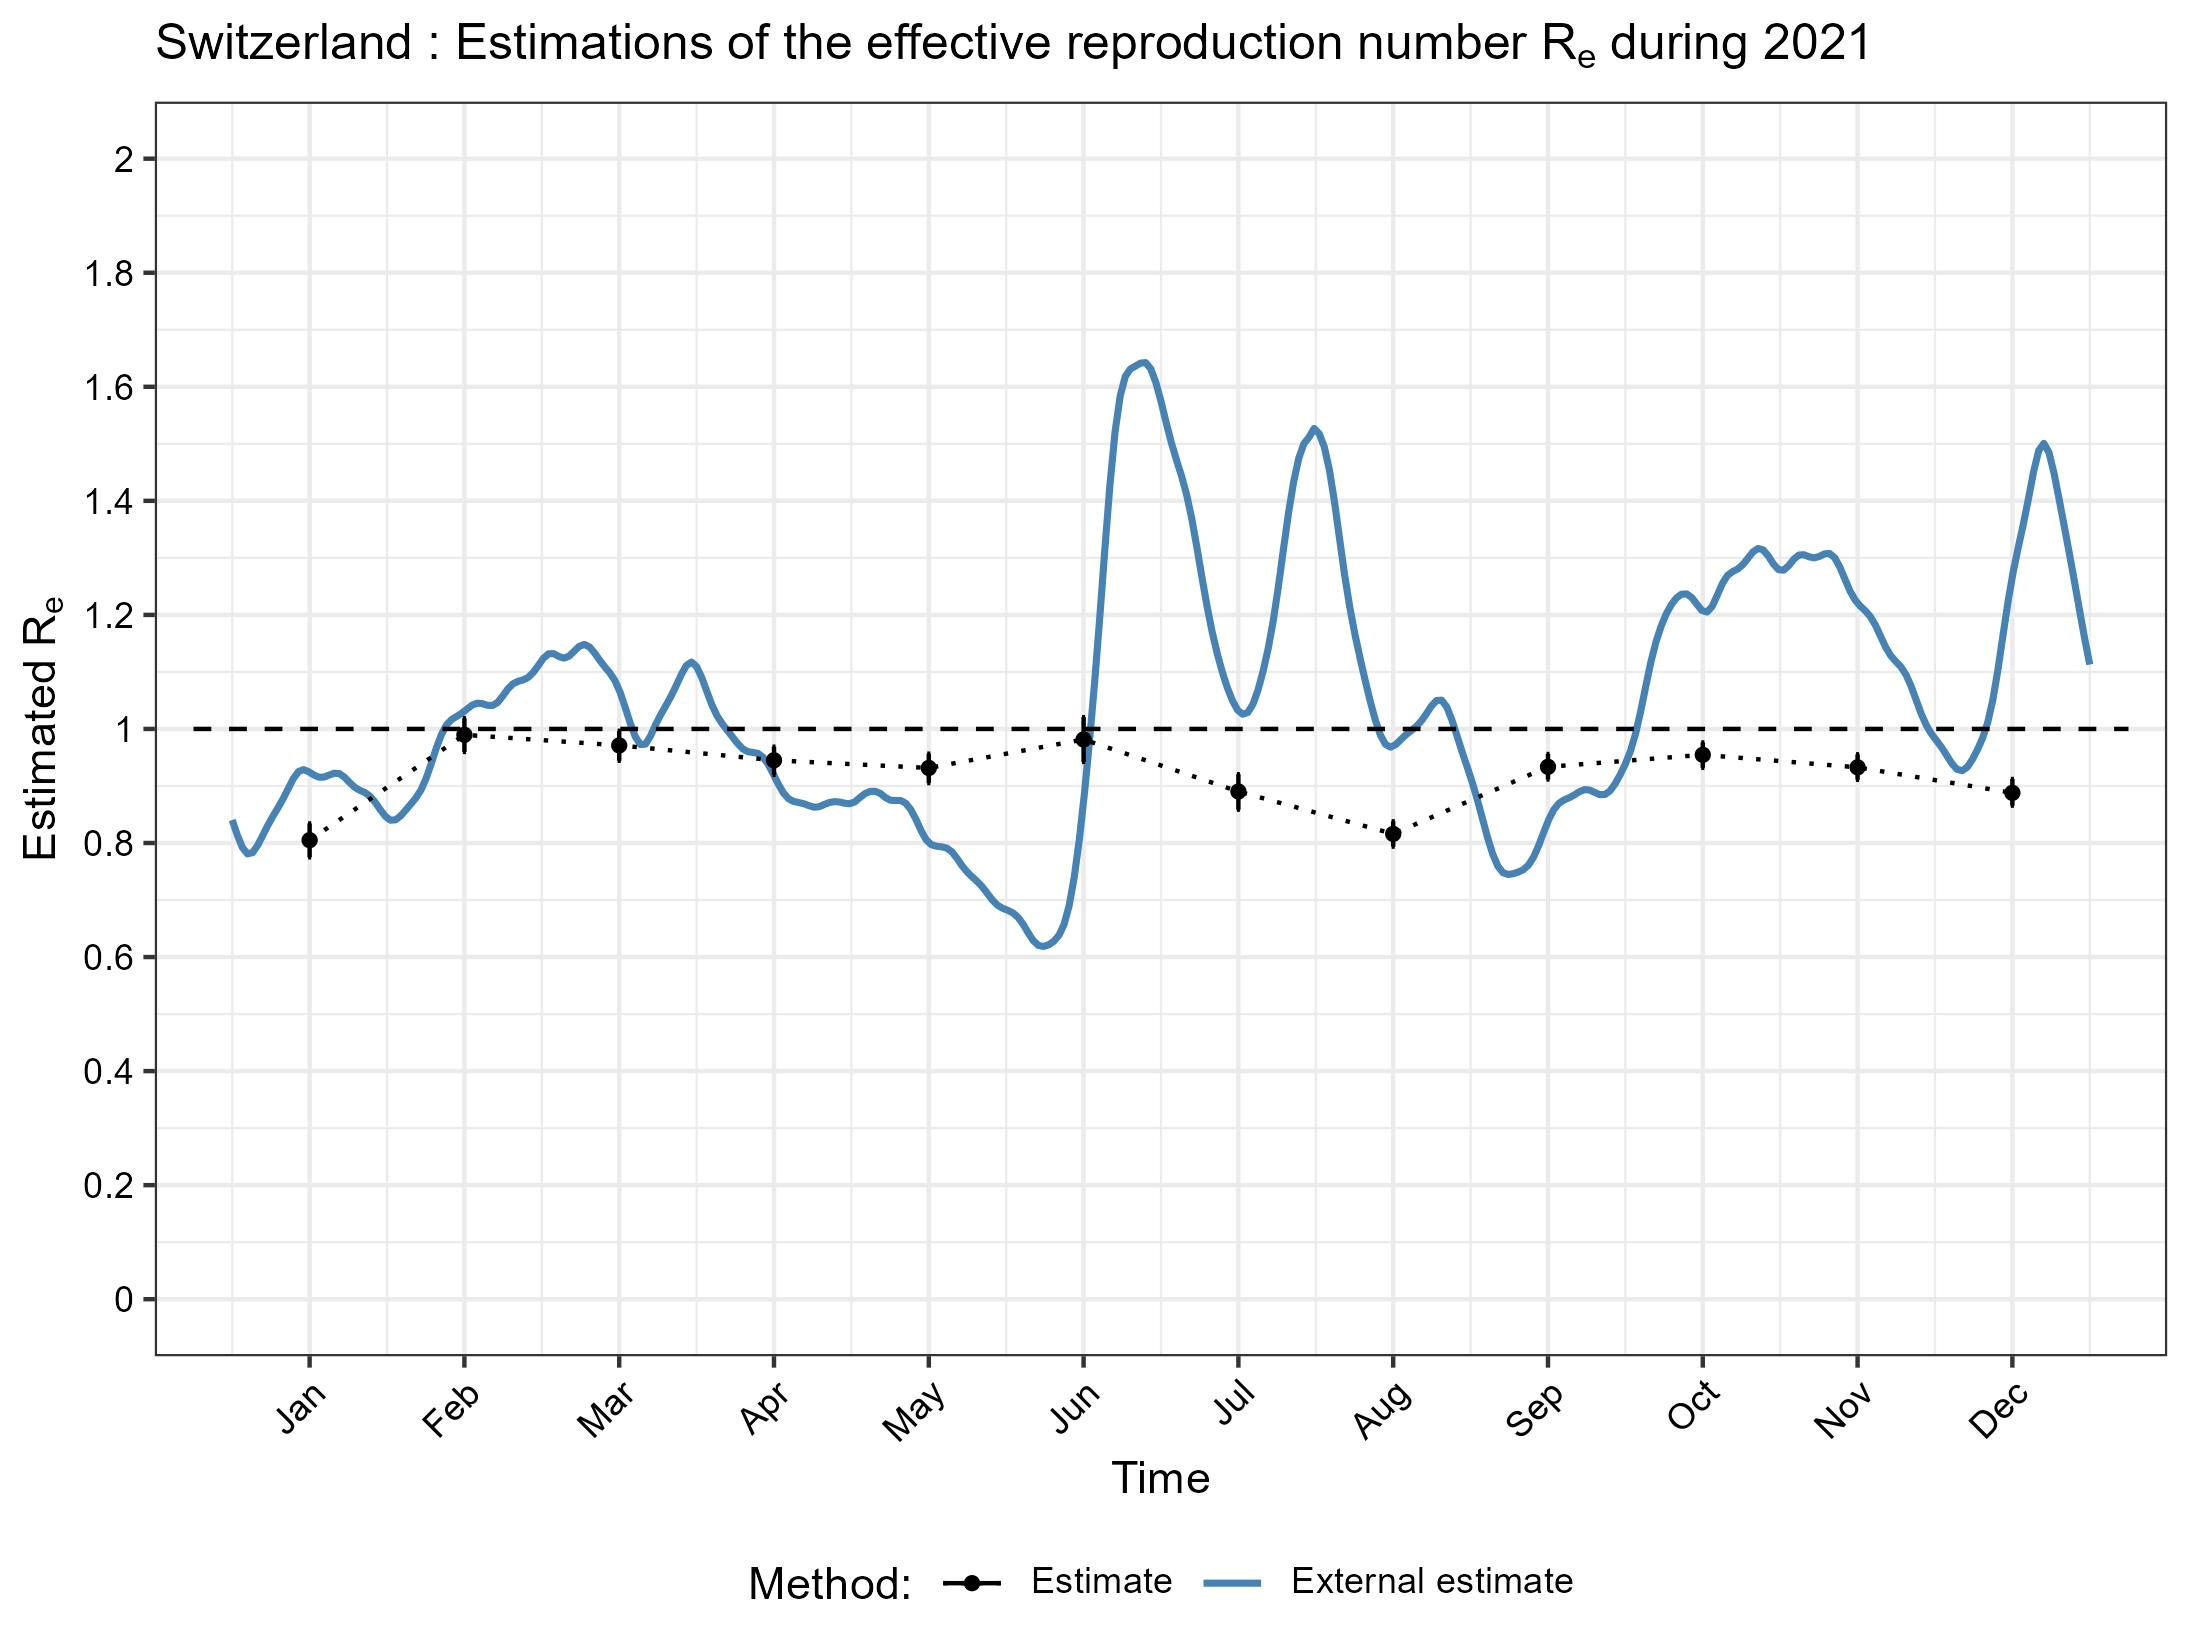 Switzerland : Estimations of the effective reproduction number Re during 2021
Estimated Re
2
1.8
1.6
1.4
1.2
1
0.8
0.6
0.4
0.2
0
Jan
Feb
Mar
Apr
May
Jun
Jul
Aug
Sep
Oct
Nov
Dec
Time
Method: Estimate External estimate